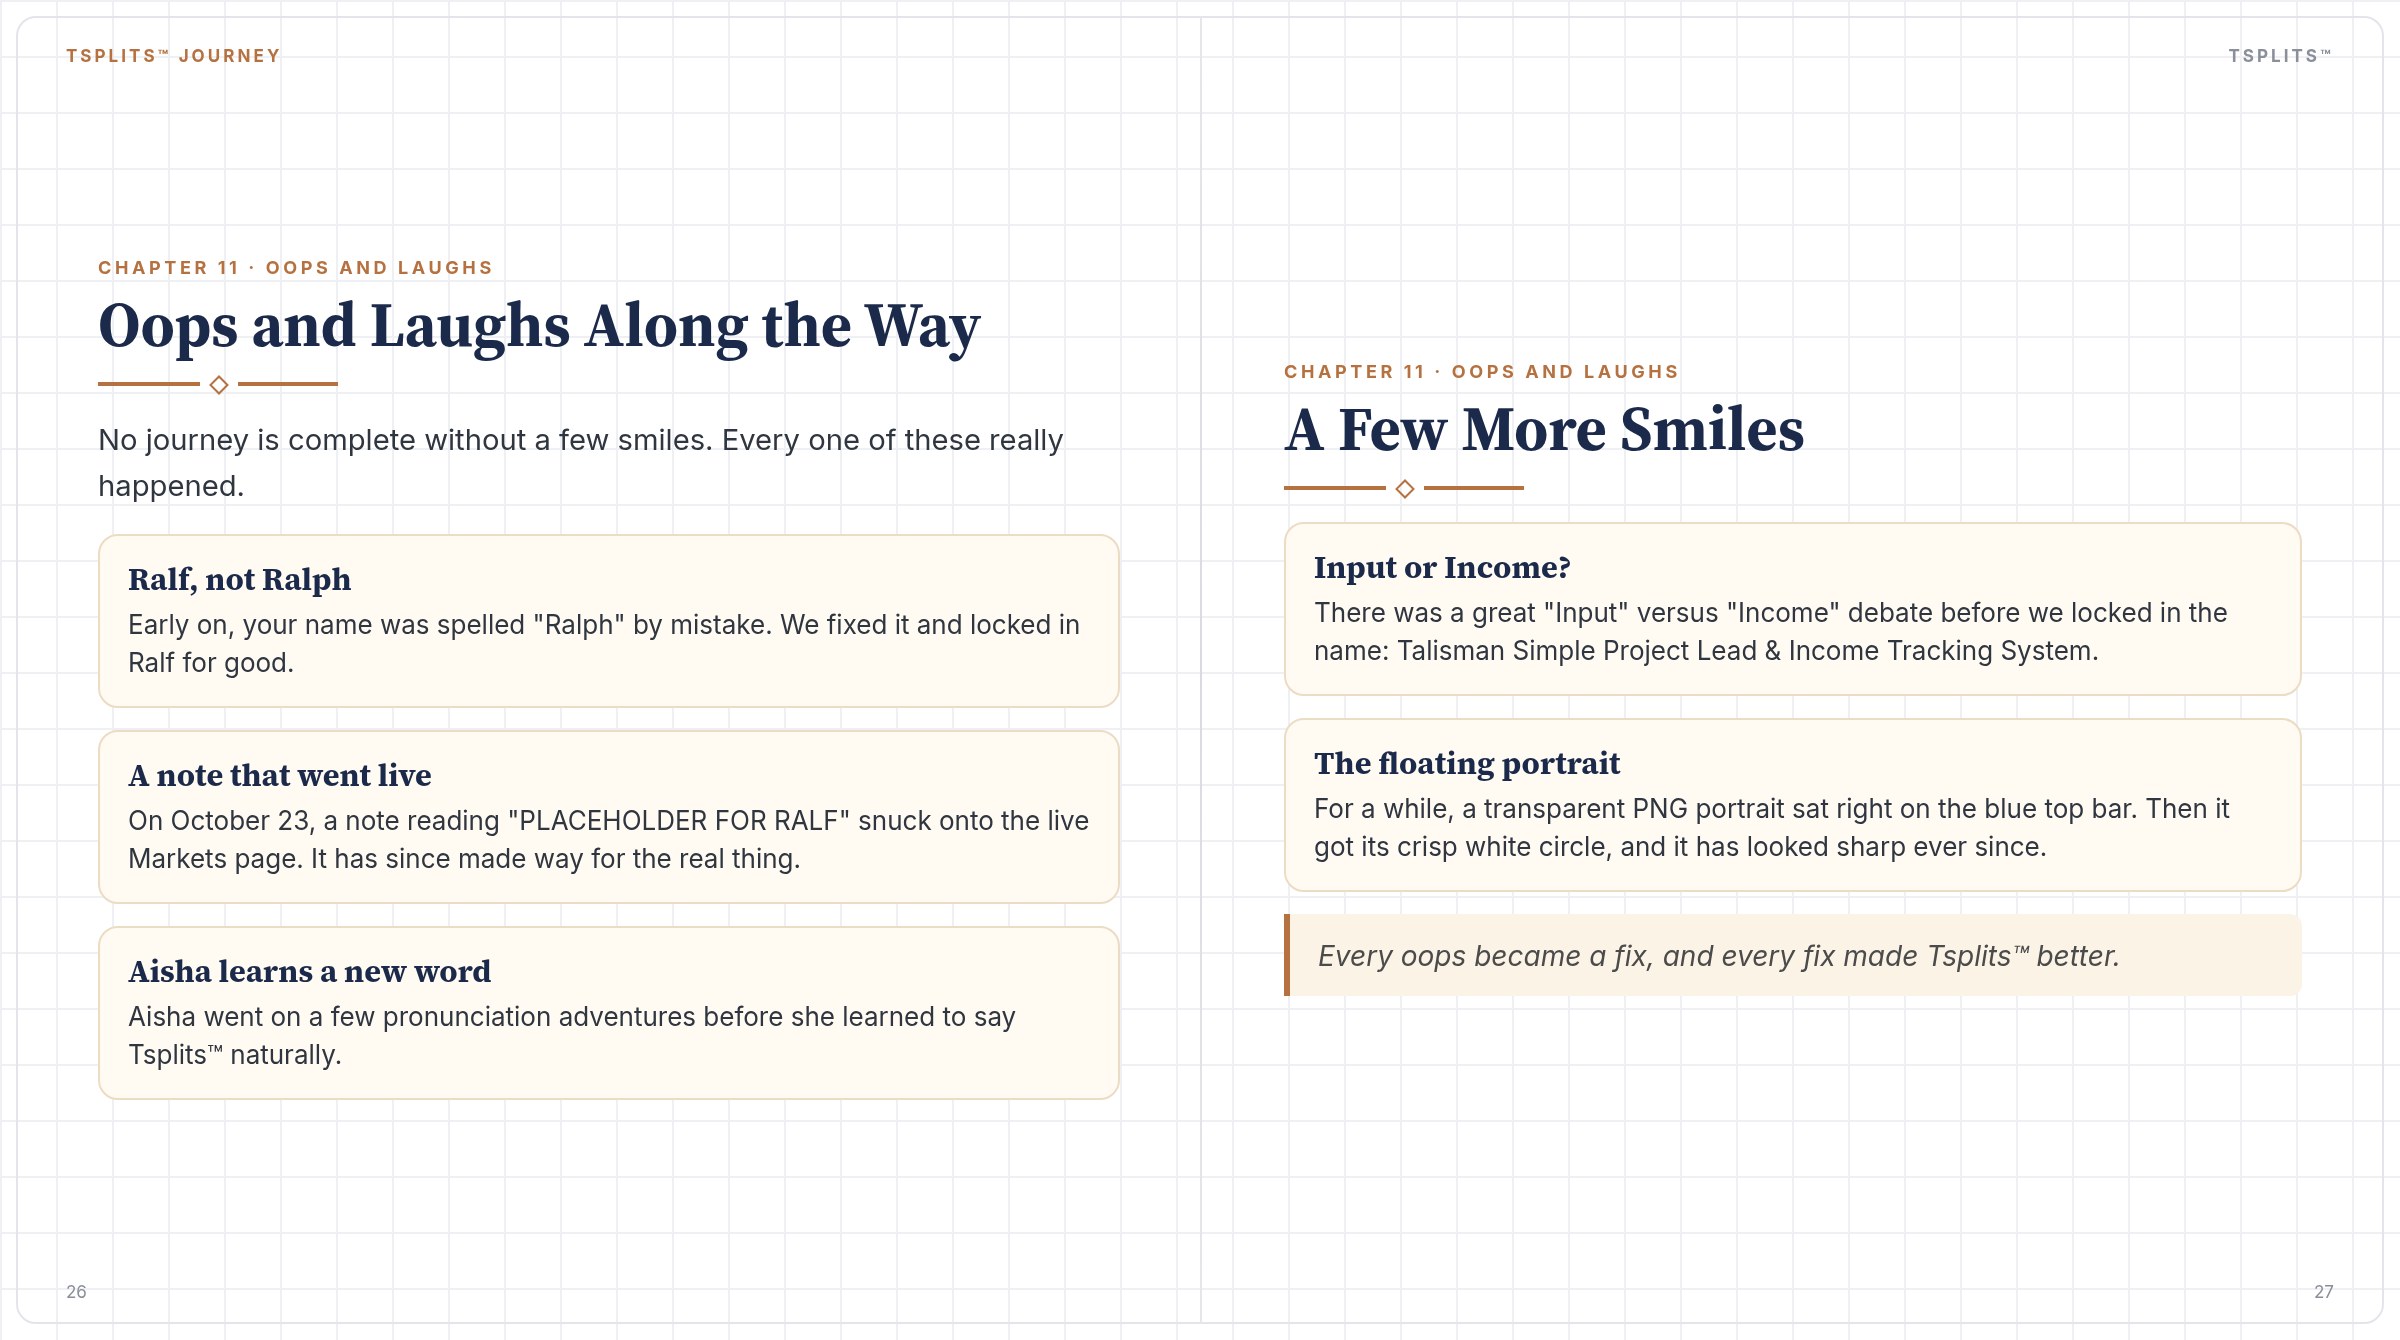 TSPLITS™ JOURNEY
CHAPTER 11 · OOPS AND LAUGHS
Oops and Laughs Along the Way
No journey is complete without a few smiles. Every one of these really
happened.
Ralf, not Ralph
Early on, your name was spelled "Ralph" by mistake. We fixed it and locked in
Ralf for good.
A note that went live
On October 23, a note reading "PLACEHOLDER FOR RALF" snuck onto the live
Markets page. It has since made way for the real thing.
Aisha learns a new word
Aisha went on a few pronunciation adventures before she learned to say
Tsplits™ naturally.
26
TSPLITS™
CHAPTER 11 · OOPS AND LAUGHS
A Few More Smiles
Input or Income?
There was a great "Input" versus "Income" debate before we locked in the
name: Talisman Simple Project Lead & Income Tracking System.
The floating portrait
For a while, a transparent PNG portrait sat right on the blue top bar. Then it
got its crisp white circle, and it has looked sharp ever since.
Every oops became a fix, and every fix made Tsplits™ better.
27